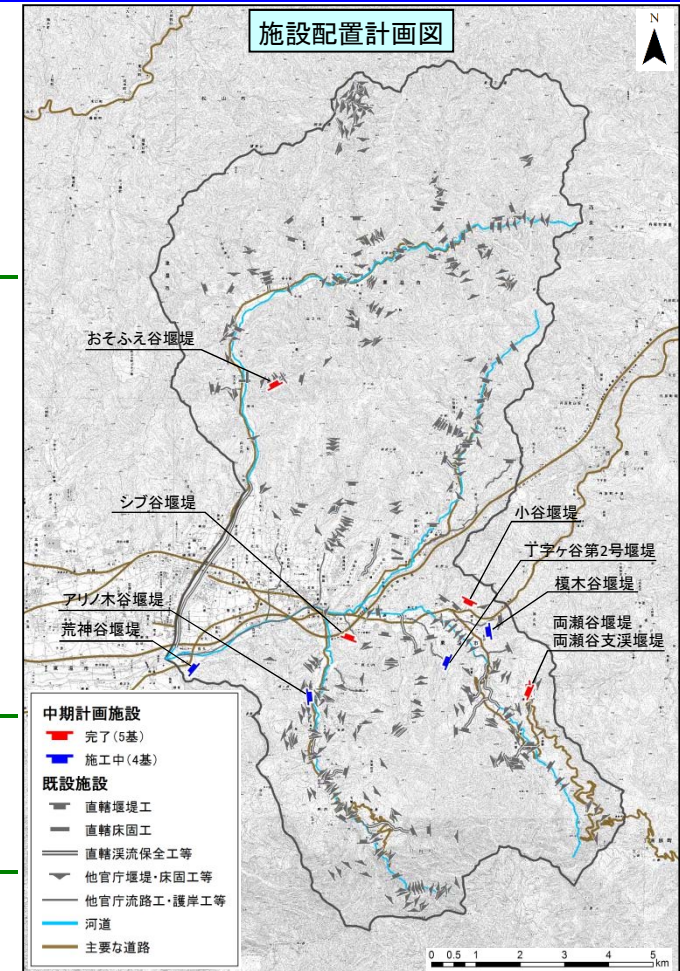 施設配置計画図
N
おそふえ谷堰堤
シブ谷堰堤
小谷堰堤
丁字ヶ谷第2号堰堤
アリノ木谷堰堤
榎木谷堰堤
荒神谷堰堤
両瀬谷堰堤
両瀬谷支渓堰堤
中期計画施設
完了(5基)
施工中(4基)
既設施設
直轄堰堤工
直轄床固工
直轄渓流保全工等
他官庁堰堤・床固工等
他官庁流路工・護岸工等
河道
主要な道路
0 0.5 1 2 3 4 5
km